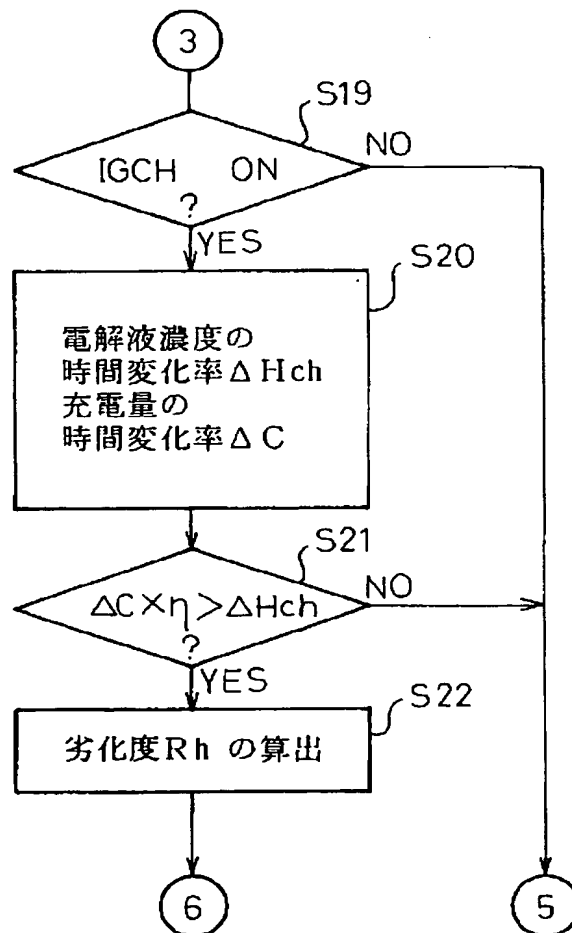 3
S19
IGCH ON
?
NO
YES
S20
電解液濃度の
時間変化率ΔHch
充電量の
時間変化率ΔC
S21
ΔC×η>ΔHch
?
NO
YES
S22
劣化度Rh の算出
6
5